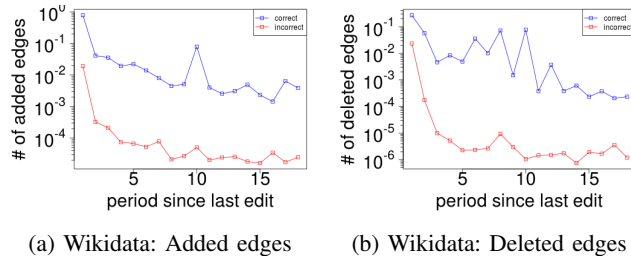 # of added edges
10⁰
10⁻¹
10⁻²
10⁻³
10⁻⁴
5
10
15
period since last edit
correct
incorrect
(a) Wikidata: Added edges
# of deleted edges
10⁰
10⁻¹
10⁻²
10⁻³
10⁻⁴
10⁻⁵
10⁻⁶
5
10
15
period since last edit
correct
incorrect
(b) Wikidata: Deleted edges